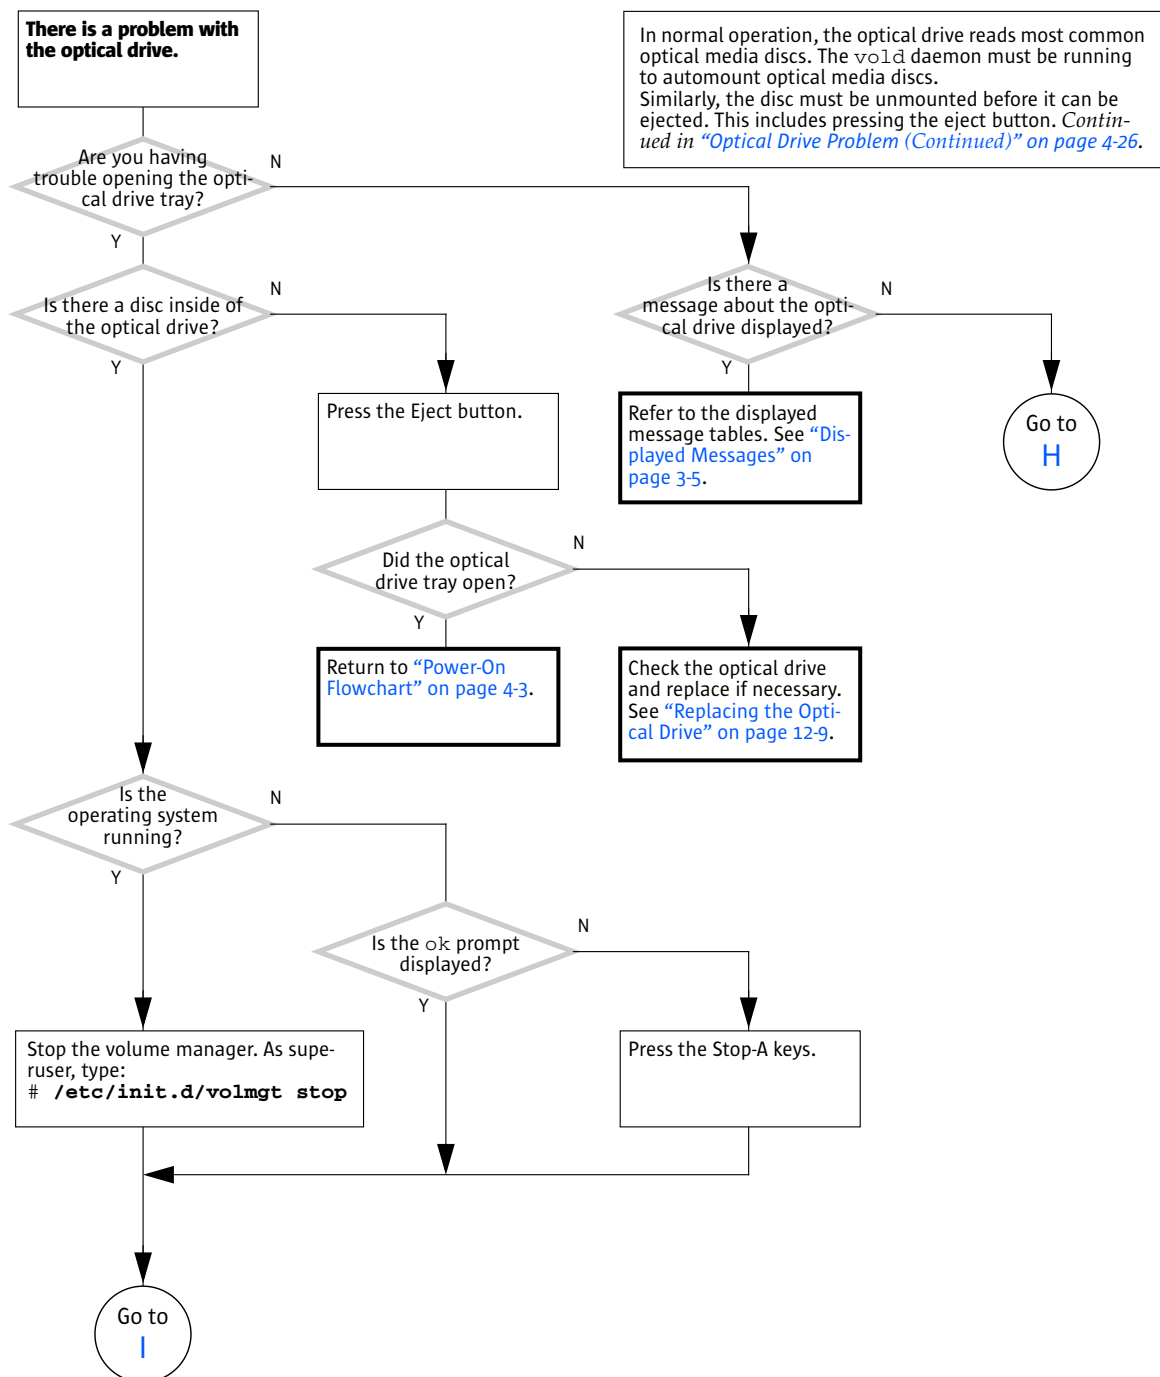 There is a problem with
the optical drive.
In normal operation, the optical drive reads most common
optical media discs. The vold daemon must be running
to automount optical media discs.
Similarly, the disc must be unmounted before it can be
ejected. This includes pressing the eject button. Contin-
ued in “Optical Drive Problem (Continued)” on page 4-26.
Are you having
trouble opening the opti-
cal drive tray?
N
Y
Is there a disc inside of
the optical drive?
N
Y
Is there a
message about the opti-
cal drive displayed?
N
Y
Press the Eject button.
Refer to the displayed
message tables. See “Dis-
played Messages” on
page 3-5.
Go to
H
Did the optical
drive tray open?
N
Y
Return to “Power-On
Flowchart” on page 4-3.
Check the optical drive
and replace if necessary.
See “Replacing the Opti-
cal Drive” on page 12-9.
Is the
operating system
running?
N
Y
Is the ok prompt
displayed?
N
Y
Stop the volume manager. As supe-
ruser, type:
# /etc/init.d/volmgt stop
Press the Stop-A keys.
Go to
I